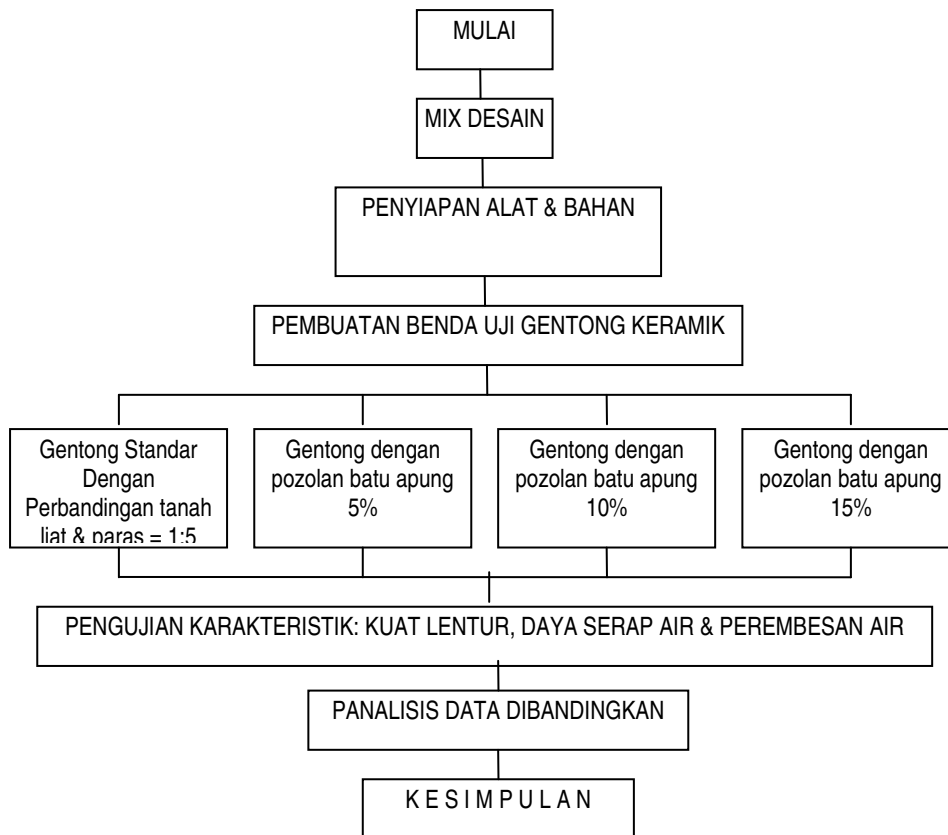 MULAI
MIX DESAIN
PENYIAPAN ALAT & BAHAN
PEMBUATAN BENDA UJI GENTONG KERAMIK
Gentong Standar
Dengan
Perbandingan tanah
liat & paras = 1:5
Gentong dengan
pozolan batu apung
5%
Gentong dengan
pozolan batu apung
10%
Gentong dengan
pozolan batu apung
15%
PENGUJIAN KARAKTERISTIK: KUAT LENTUR, DAYA SERAP AIR & PEREMBESAN AIR
PANALISIS DATA DIBANDINGKAN
K E S I M P U L A N